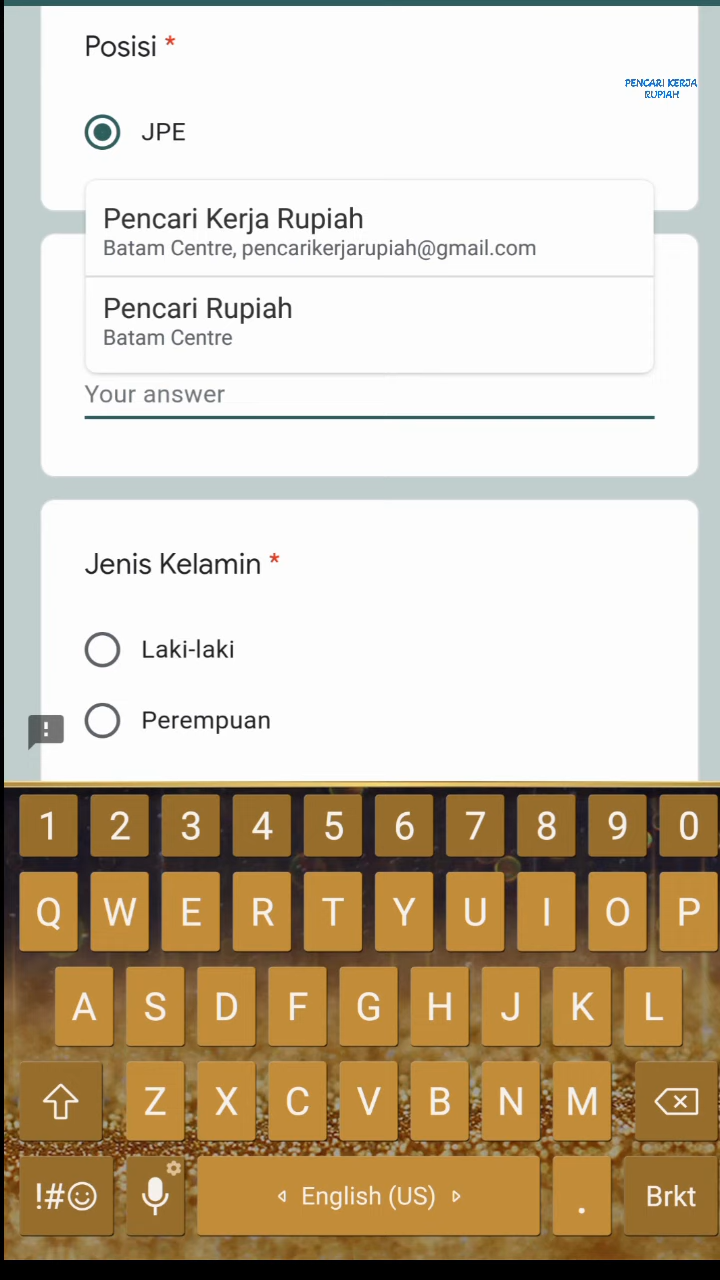 Posisi *
PENCARI KERJA
RUPIAH
JPE
Pencari Kerja Rupiah
Batam Centre, pencarikerjarupiah@gmail.com
Pencari Rupiah
Batam Centre
Your answer
Jenis Kelamin *
Laki-laki
Perempuan
!
1 2 3 4 5 6 7 8 9 0
Q W E R T Y U I O P
A S D F G H J K L
Z X C V B N M
!#☺ English (US) . Brkt